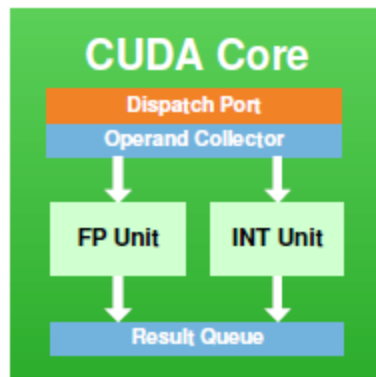 CUDA Core
Dispatch Port
Operand Collector
FP Unit
INT Unit
Result Queue